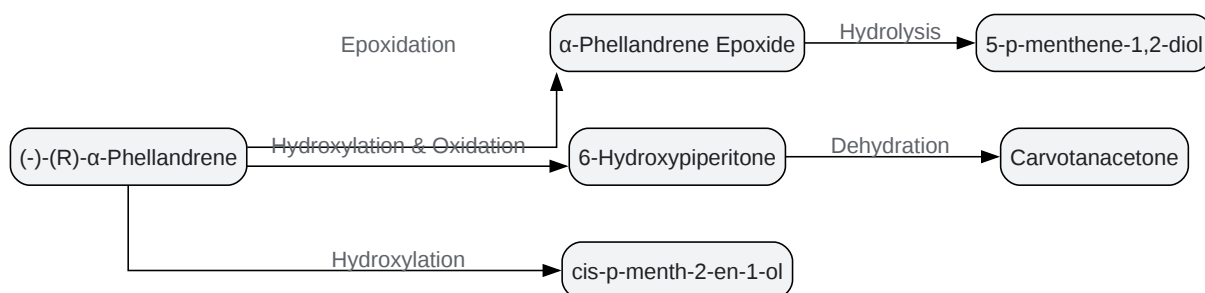 Epoxidation
α-Phellandrene Epoxide
Hydrolysis
5-p-menthene-1,2-diol
(-)-(R)-α-Phellandrene
Hydroxylation & Oxidation
6-Hydroxypiperitone
Dehydration
Carvotanacetone
Hydroxylation
cis-p-menth-2-en-1-ol